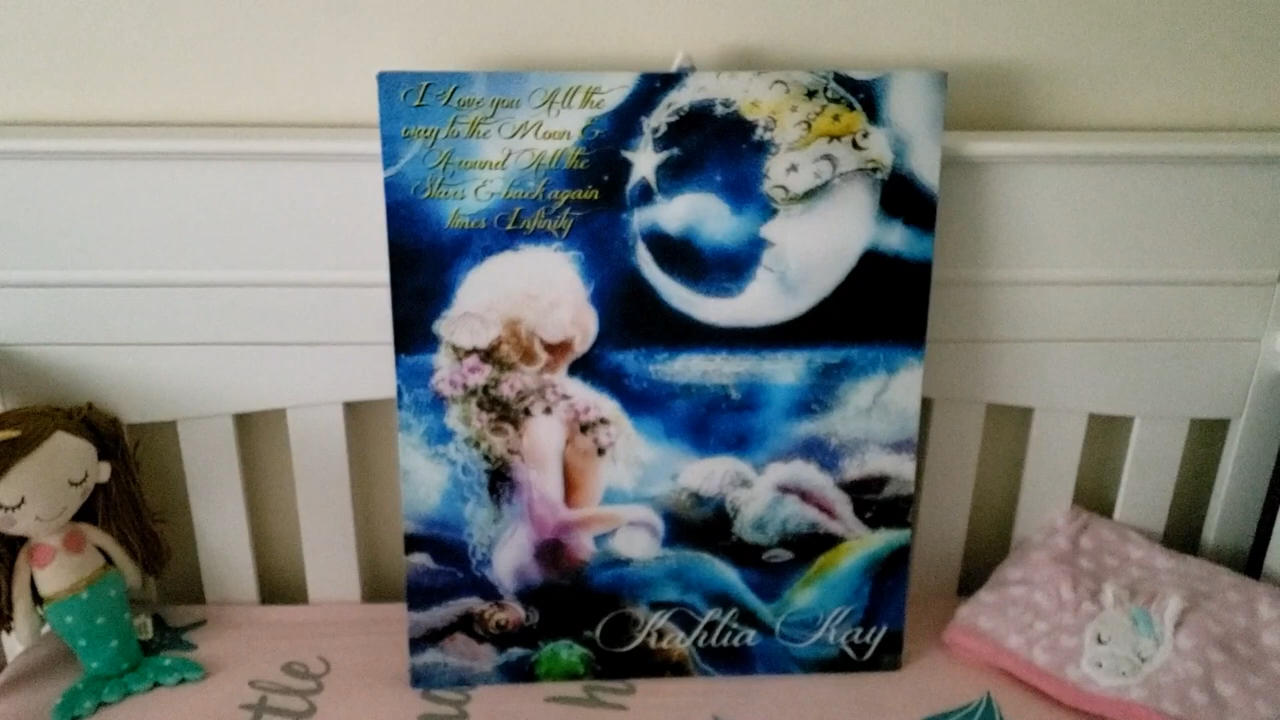 I Love you All the
way to the Moon &
Around All the
Stars & back again
times Infinity
Kahlia Kay